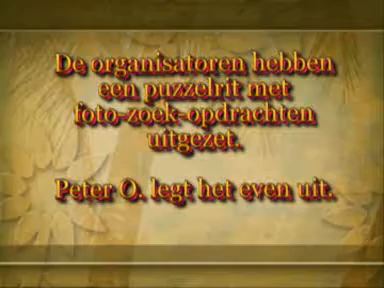 De organisatoren hebben
een puzzelrit met
foto-zoek-opdrachten
uitgezet.
Peter O. legt het even uit.